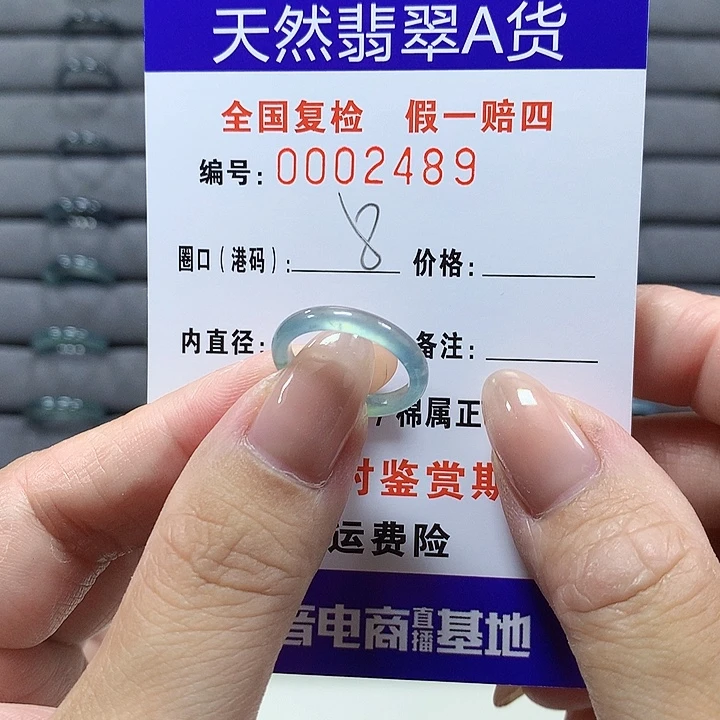 天然翡翠A货
全国复检 假一赔四
编号: 0002489
圈口(港码): 8 价格:
内直径: 备注:
棉属正
时鉴赏期
运费险
音电商直播基地